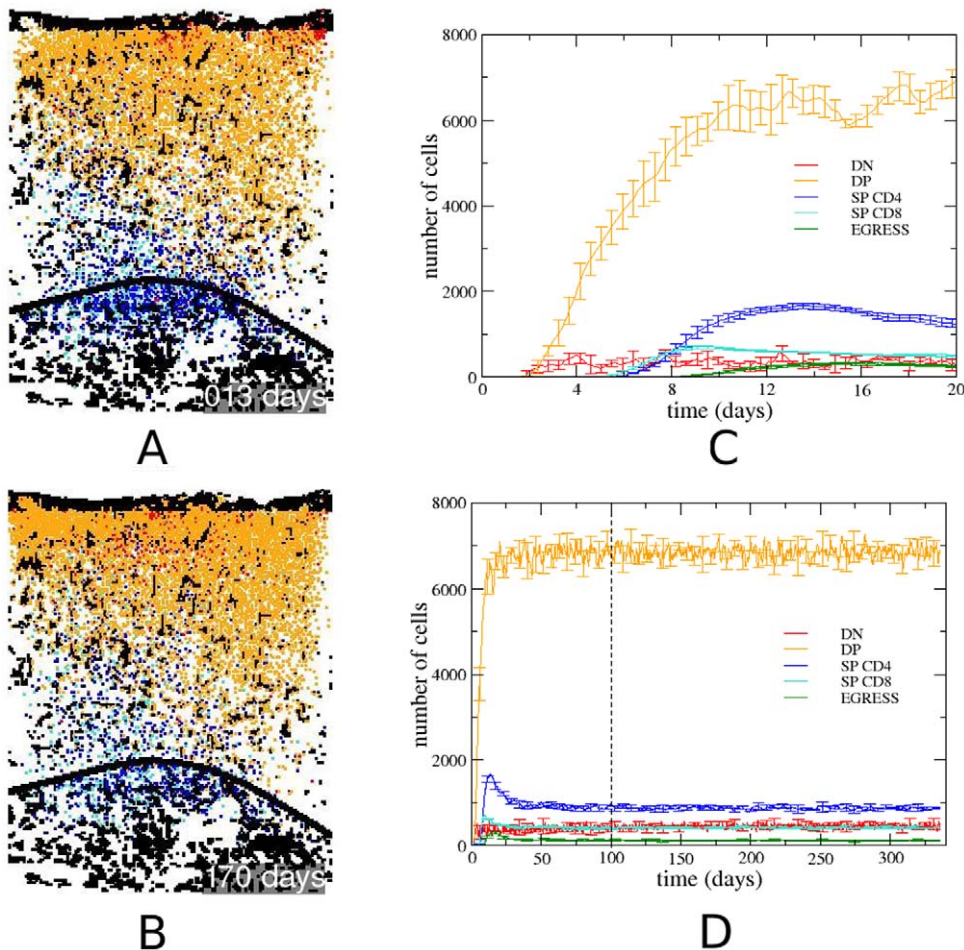 .013 days
A
8000
6000
4000
2000
0
number of cells
DN
DP
SP CD4
SP CD8
EGRESS
0 4 8 12 16 20
time (days)
C
170 days
B
8000
6000
4000
2000
0
number of cells
DN
DP
SP CD4
SP CD8
EGRESS
0 50 100 150 200 250 300
time (days)
D